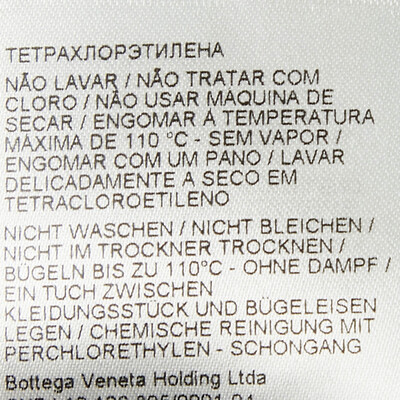 ТЕТРАХЛОРЭТИЛЕНА
NÃO LAVAR / NÃO TRATAR COM
CLORO / NÃO USAR MÁQUINA DE
SECAR / ENGOMAR À TEMPERATURA
MÁXIMA DE 110 °C - SEM VAPOR /
ENGOMAR COM UM PANO / LAVAR
DELICADAMENTE A SECO EM
TETRACLOROETILENO
NICHT WASCHEN / NICHT BLEICHEN /
NICHT IM TROCKNER TROCKNEN /
BÜGELN BIS ZU 110°C - OHNE DAMPF /
EIN TUCH ZWISCHEN
KLEIDUNGSSTÜCK UND BÜGELEISEN
LEGEN / CHEMISCHE REINIGUNG MIT
PERCHLORETHYLEN - SCHONGANG
Bottega Veneta Holding Ltda